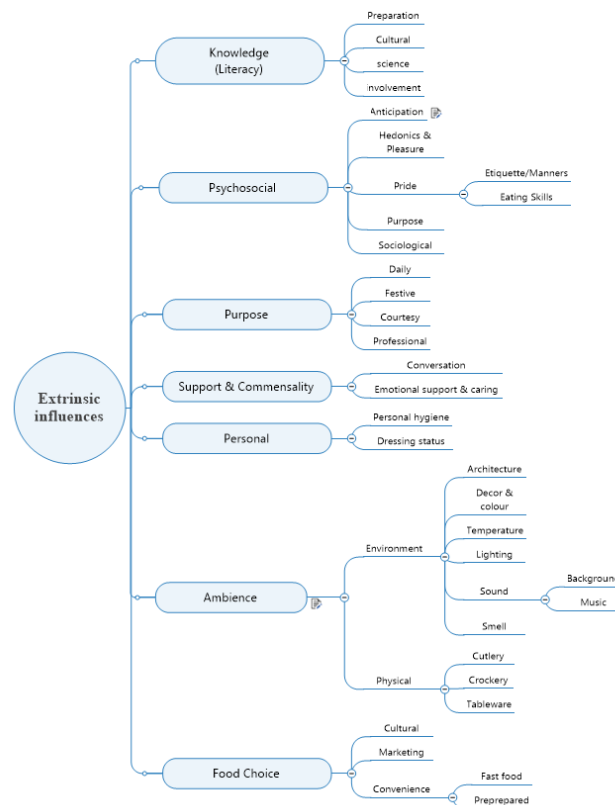 Extrinsic
influences
Knowledge
(Literacy)
Preparation
Cultural
science
involvement
Psychosocial
Anticipation
Hedonics &
Pleasure
Pride
Etiquette/Manners
Eating Skills
Purpose
Sociological
Purpose
Daily
Festive
Courtesy
Professional
Support & Commensality
Conversation
Emotional support & caring
Personal
Personal hygiene
Dressing status
Ambience
Environment
Architecture
Decor &
colour
Temperature
Lighting
Sound
Background
Music
Smell
Physical
Cutlery
Crockery
Tableware
Food Choice
Cultural
Marketing
Convenience
Fast food
Preprepared